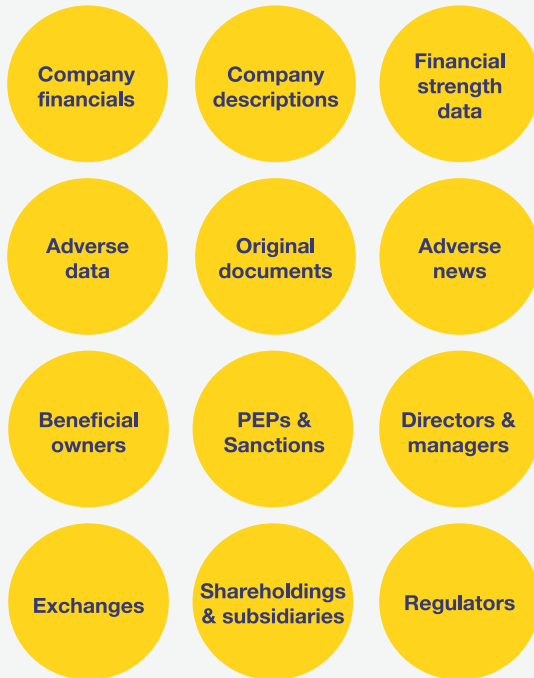 Company
financials
Company
descriptions
Financial
strength
data
Adverse
data
Original
documents
Adverse
news
Beneficial
owners
PEPs &
Sanctions
Directors &
managers
Exchanges
Shareholdings
& subsidiaries
Regulators